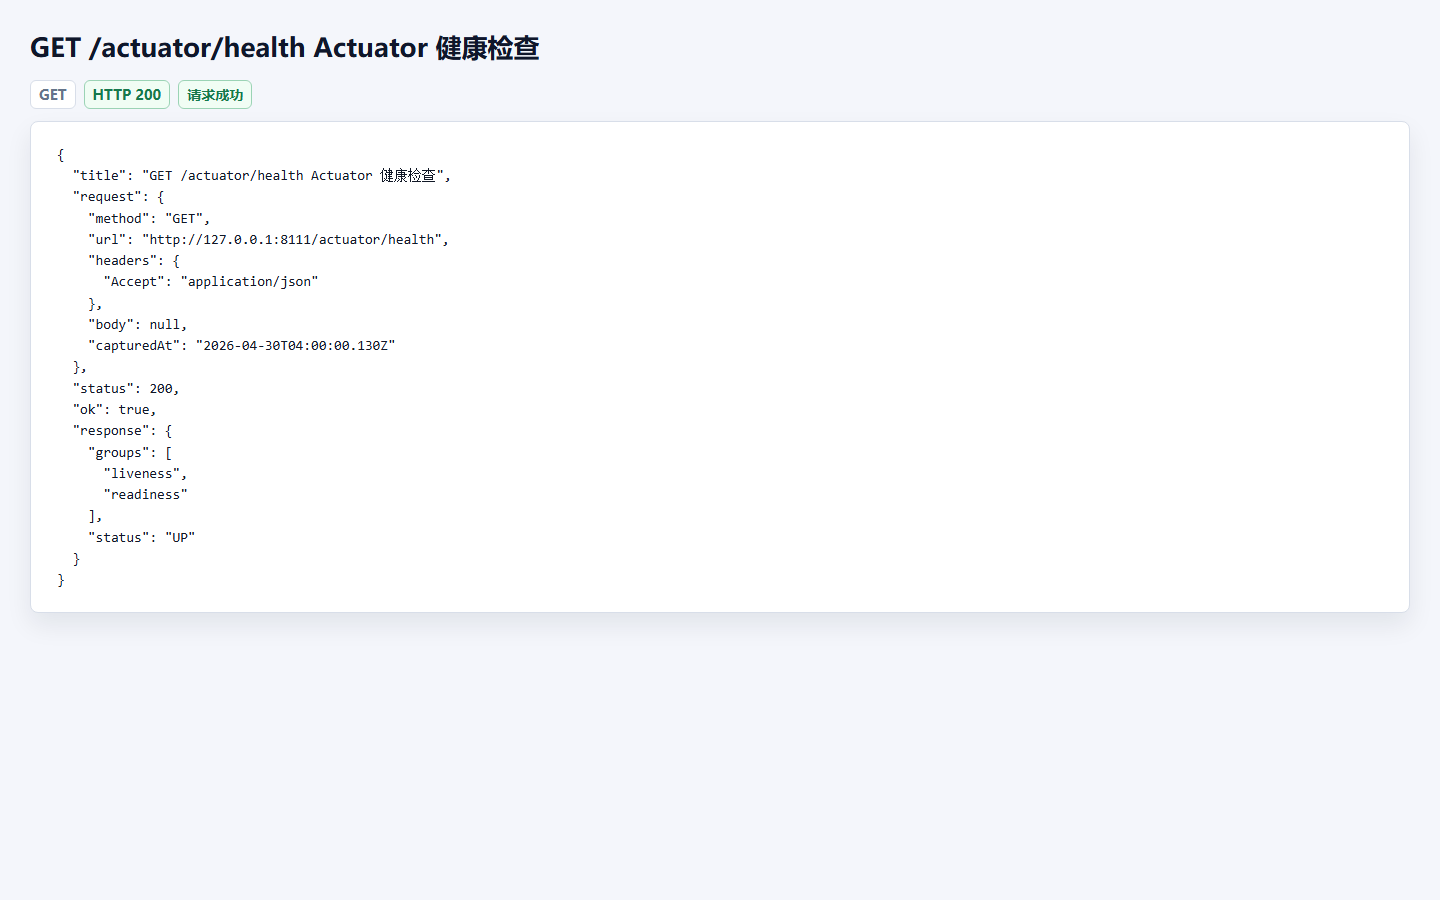 GET /actuator/health Actuator 健康检查
GET HTTP 200 请求成功
{
  "title": "GET /actuator/health Actuator 健康检查",
  "request": {
    "method": "GET",
    "url": "http://127.0.0.1:8111/actuator/health",
    "headers": {
      "Accept": "application/json"
    },
    "body": null,
    "capturedAt": "2026-04-30T04:00:00.130Z"
  },
  "status": 200,
  "ok": true,
  "response": {
    "groups": [
      "liveness",
      "readiness"
    ],
    "status": "UP"
  }
}